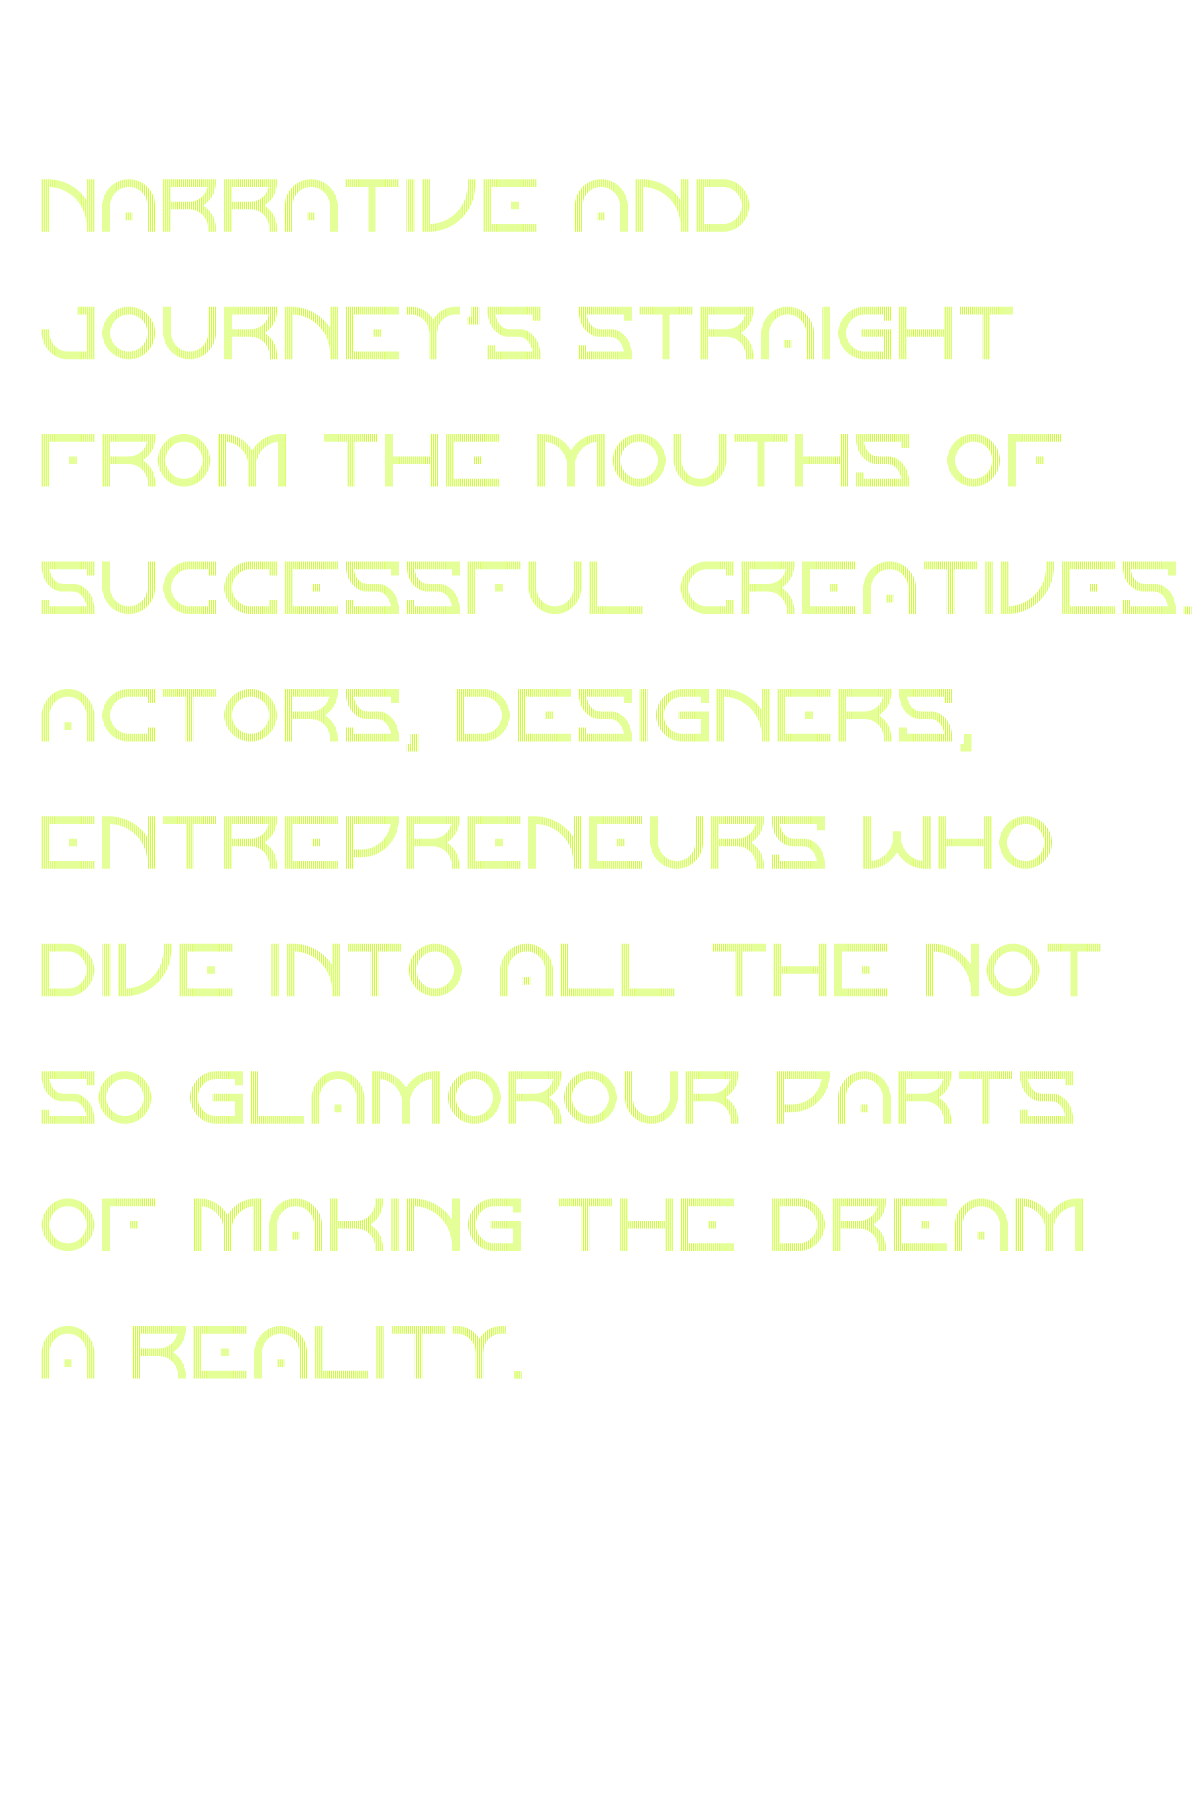 NARRATIVE AND
JOURNEY'S STRAIGHT
FROM THE MOUTHS OF
SUCCESSFUL CREATIVES.
ACTORS, DESIGNERS,
ENTREPRENEURS WHO
DIVE INTO ALL THE NOT
SO GLAMOROUR PARTS
OF MAKING THE DREAM
A REALITY.